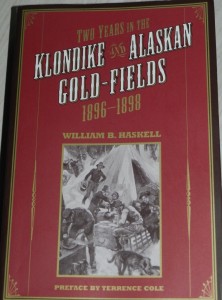 TWO YEARS IN THE
KLONDIKE AND ALASKAN
GOLD-FIELDS
1896–1898
WILLIAM B. HASKELL
PREFACE BY TERRENCE COLE